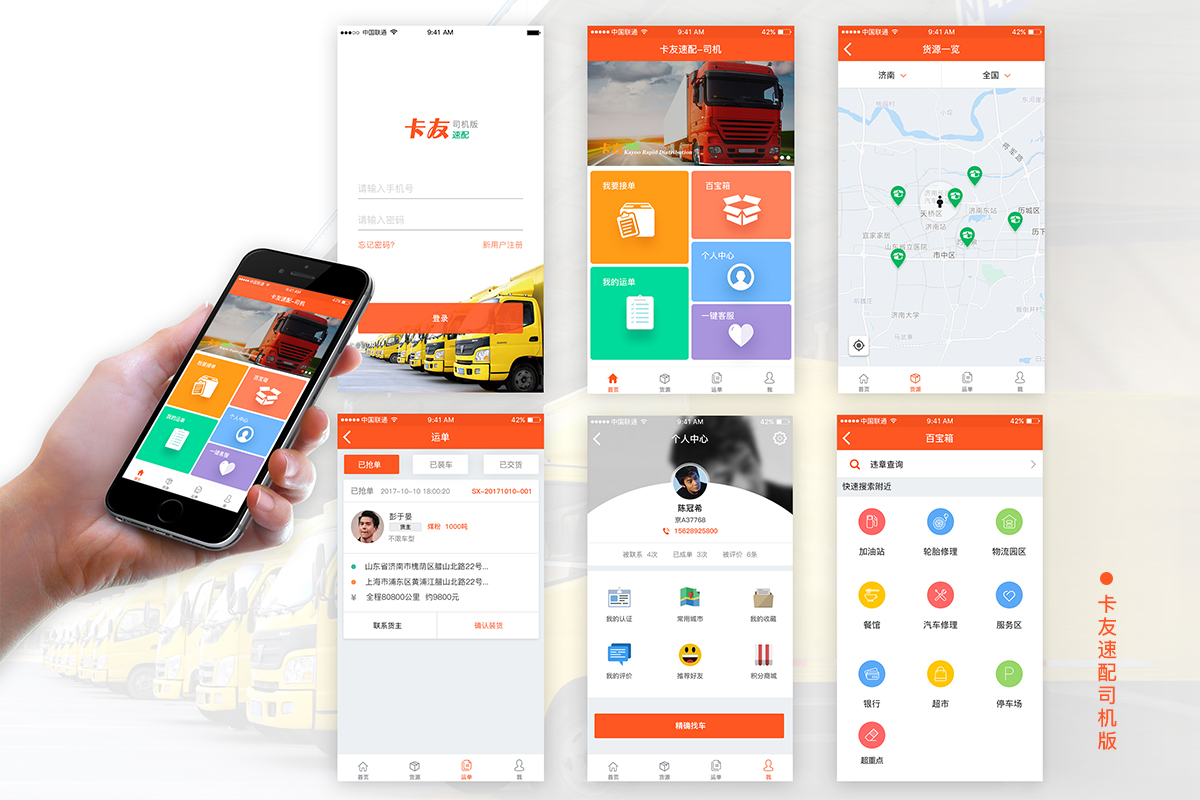 中国联通 9:41 AM
卡友 司机版
速配
请输入手机号
请输入密码
忘记密码? 新用户注册
登录
中国联通 9:41 AM 42%
卡友速配-司机
Kayoo Rapid Distribution
我要接单
百宝箱
个人中心
我的运单
一键客服
首页 货源 运单 我
中国联通 9:41 AM 42%
货源一览
济南 全国
小坨
将军路
天桥区
济南东站
历城区
济南站
宜家家居
山东省立医院
市中区
历下
济南大学
马武寨
首页 货源 运单 我
9:41 AM 42%
卡友速配-司机
我要接单
百宝箱
个人中心
我的运单
一键客服
中国联通 9:41 AM 42%
运单
已抢单 已装车 已交货
已抢单 2017-10-10 18:00:20 SX-20171010-001
彭于晏
货主 煤粉 1000吨
不限车型
山东省济南市槐荫区腊山北路22号...
上海市浦东区黄浦江腊山北路22号...
¥ 全程80800公里 约9800元
联系货主 确认装货
首页 货源 运单 我
中国联通 9:41 AM 42%
个人中心
陈冠希
京A37768
15628925800
被联系 4次 已成单 3次 被评价 6条
我的认证 常用城市 我的收藏
我的评价 推荐好友 积分商城
精确找车
首页 货源 运单 我
中国联通 9:41 AM 42%
百宝箱
违章查询
快速搜索附近
加油站 轮胎修理 物流园区
餐馆 汽车修理 服务区
银行 超市 停车场
超重点
卡友速配司机版